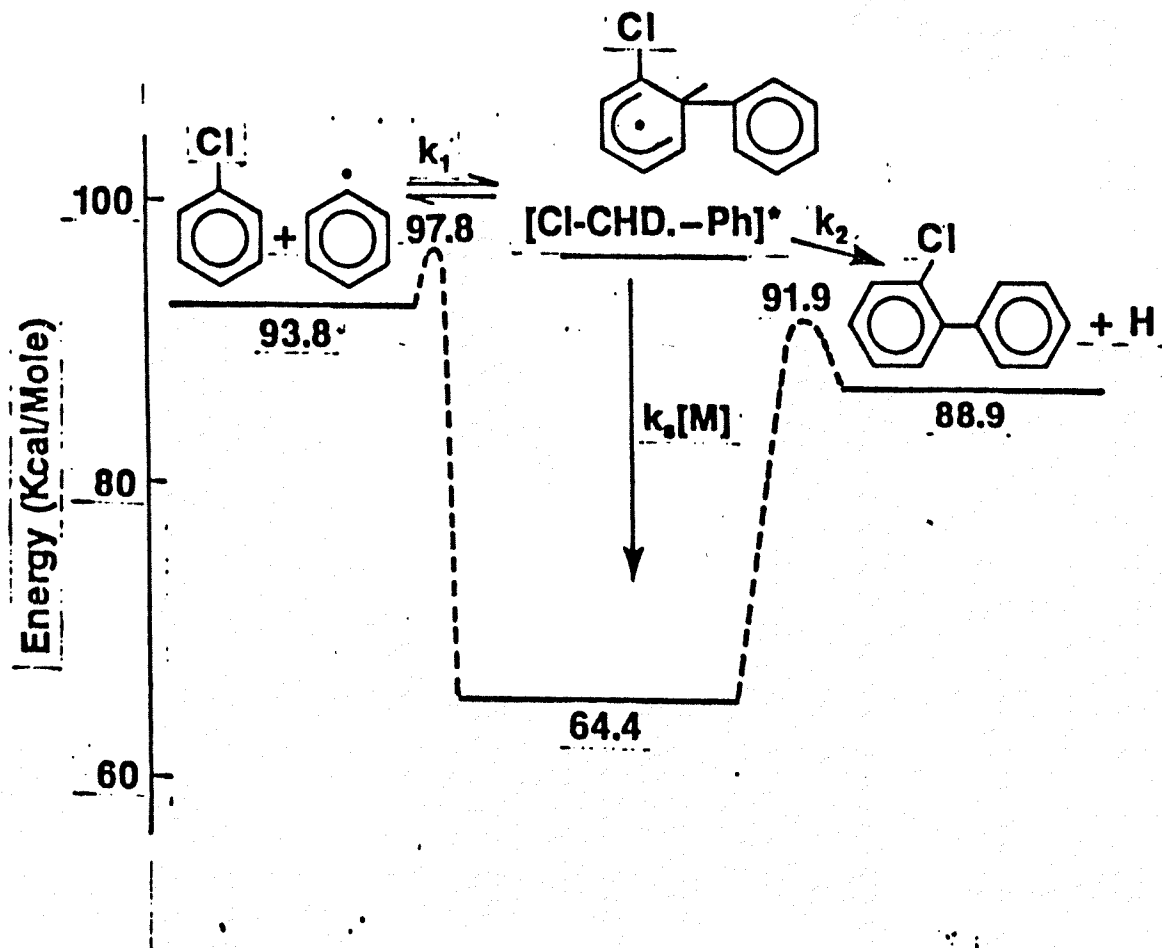 Cl
Cl
k₁
100
+
97.8
[Cl-CHD.–Ph]*
k₂
Cl
93.8
91.9
+ H
Energy (Kcal/Mole)
88.9
kₛ[M]
80
64.4
60